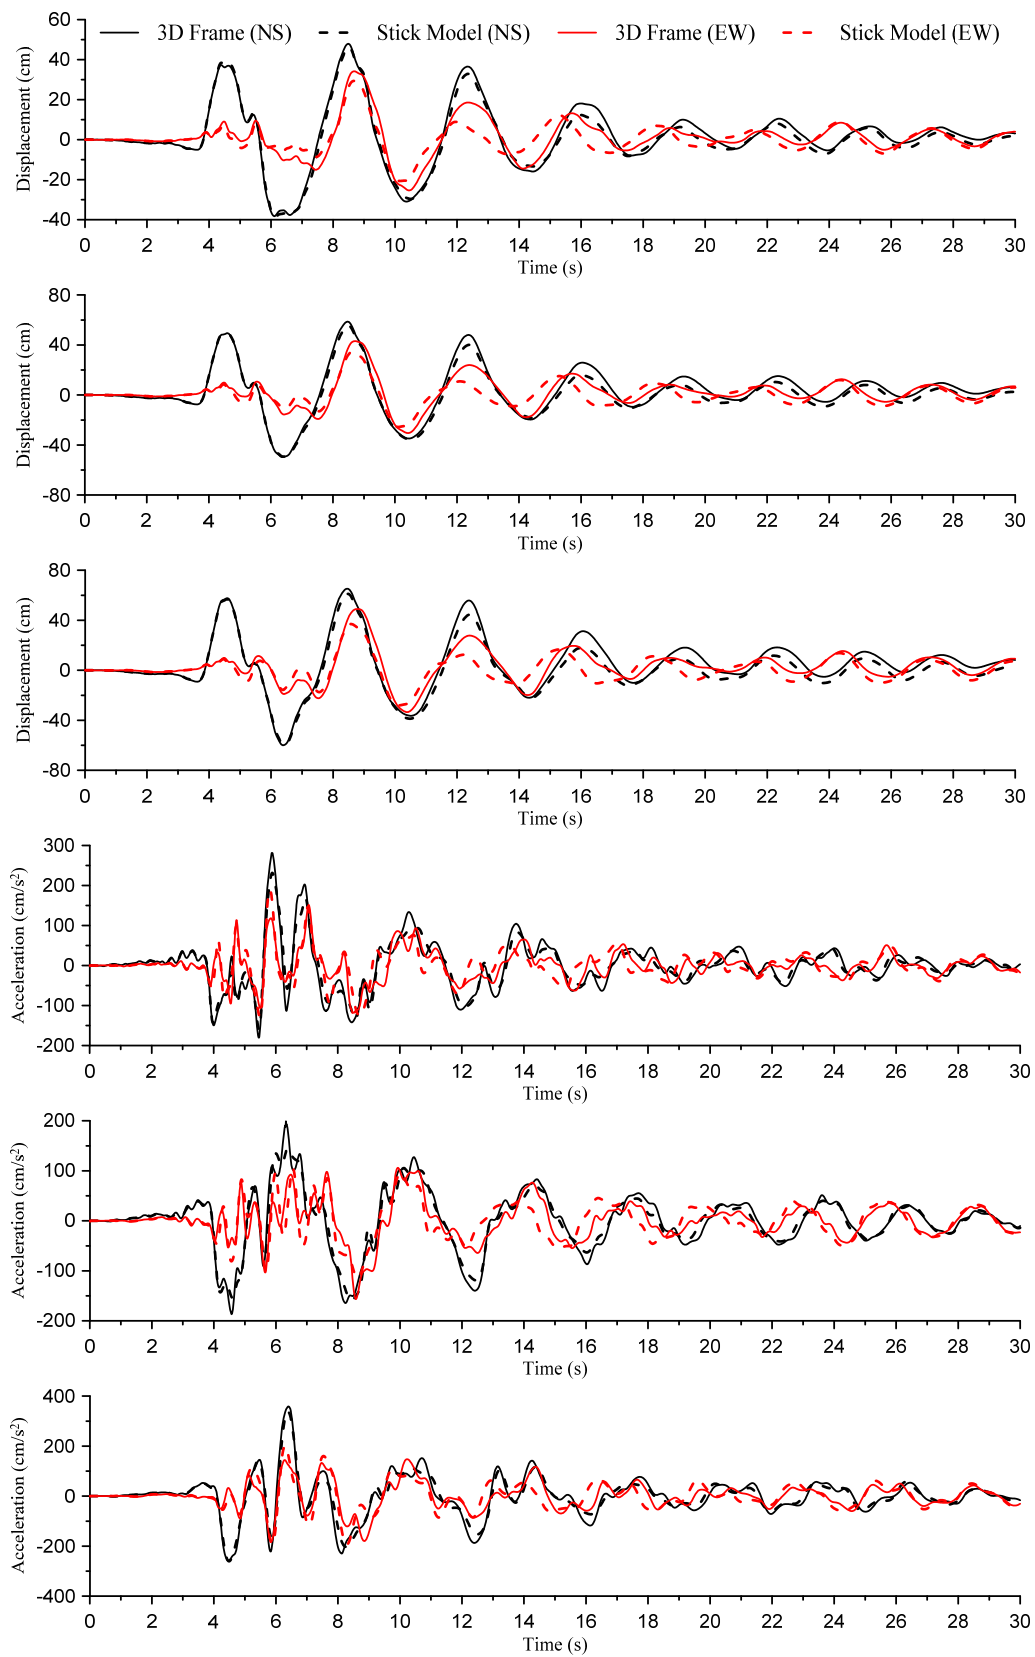 60
3D Frame (NS) Stick Model (NS) 3D Frame (EW) Stick Model (EW)
40
20
0
-20
-40
Displacement (cm)
0 2 4 6 8 10 12 14 16 18 20 22 24 26 28 30
Time (s)
80
40
0
-40
-80
Displacement (cm)
0 2 4 6 8 10 12 14 16 18 20 22 24 26 28 30
Time (s)
80
40
0
-40
-80
Displacement (cm)
0 2 4 6 8 10 12 14 16 18 20 22 24 26 28 30
Time (s)
300
200
100
0
-100
-200
Acceleration (cm/s²)
0 2 4 6 8 10 12 14 16 18 20 22 24 26 28 30
Time (s)
200
100
0
-100
-200
Acceleration (cm/s²)
0 2 4 6 8 10 12 14 16 18 20 22 24 26 28 30
Time (s)
400
200
0
-200
-400
Acceleration (cm/s²)
0 2 4 6 8 10 12 14 16 18 20 22 24 26 28 30
Time (s)